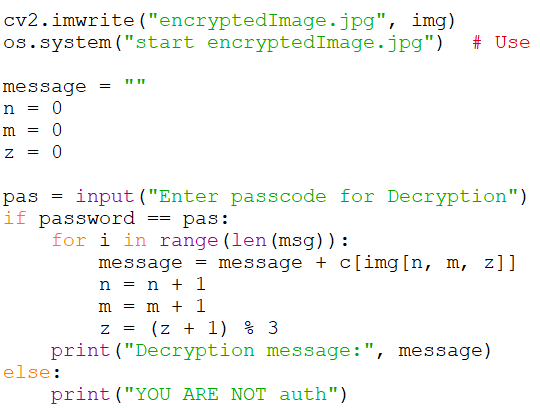 cv2.imwrite("encryptedImage.jpg", img)
os.system("start encryptedImage.jpg")  # Use
message = ""
n = 0
m = 0
z = 0
pas = input("Enter passcode for Decryption")
if password == pas:
    for i in range(len(msg)):
        message = message + c[img[n, m, z]]
        n = n + 1
        m = m + 1
        z = (z + 1) % 3
    print("Decryption message:", message)
else:
    print("YOU ARE NOT auth")